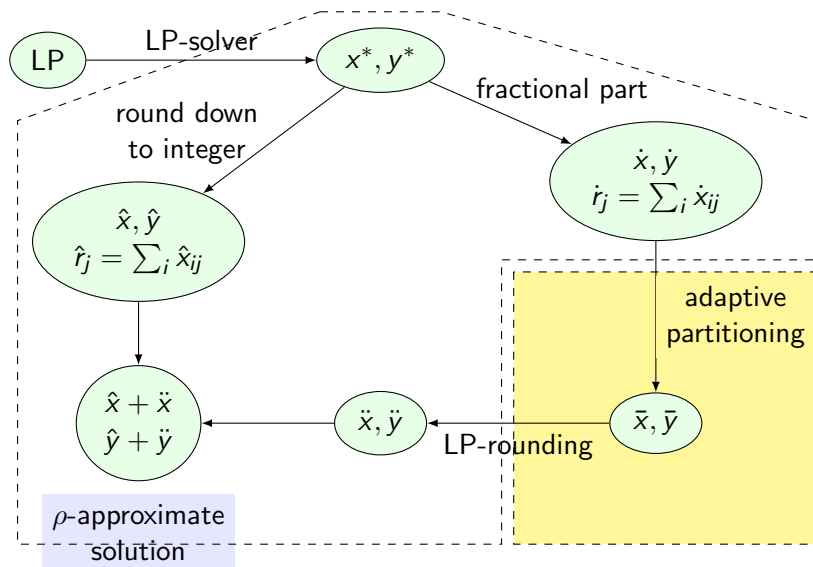 LP
LP-solver
x*, y*
round down
to integer
fractional part
ẋ, ẏ
ṙ_j = ∑_i ẋ_ij
x̂, ŷ
r̂_j = ∑_i x̂_ij
adaptive
partitioning
x̂ + ẍ
ŷ + ÿ
ẍ, ÿ
LP-rounding
x̄, ȳ
ρ-approximate
solution